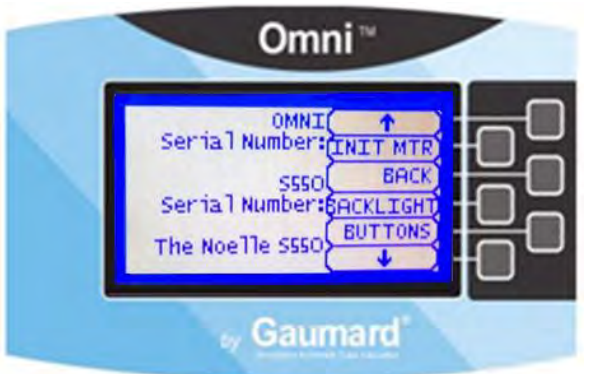 Omni™
OMNI
↑
Serial Number:
INIT MTR
S550
BACK
Serial Number:
BACKLIGHT
The Noelle S550
BUTTONS
↓
by Gaumard®